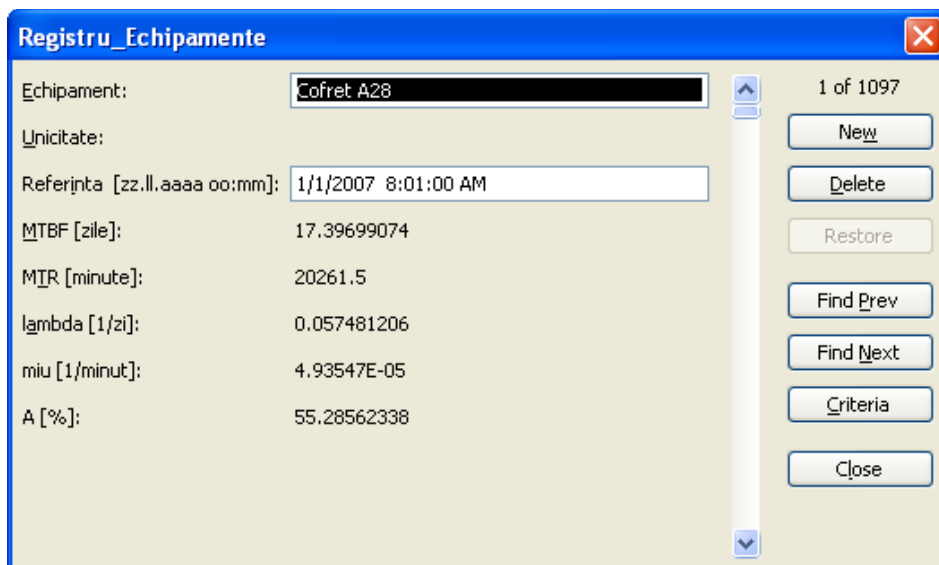 Registru_Echipamente
Echipament: Cofret A28 1 of 1097
Unicitate: New
Referinta [zz.ll.aaaa oo:mm]: 1/1/2007 8:01:00 AM Delete
MTBF [zile]: 17.39699074 Restore
MTR [minute]: 20261.5 Find Prev
lambda [1/zi]: 0.057481206 Find Next
miu [1/minut]: 4.93547E-05 Criteria
A [%]: 55.28562338
Close